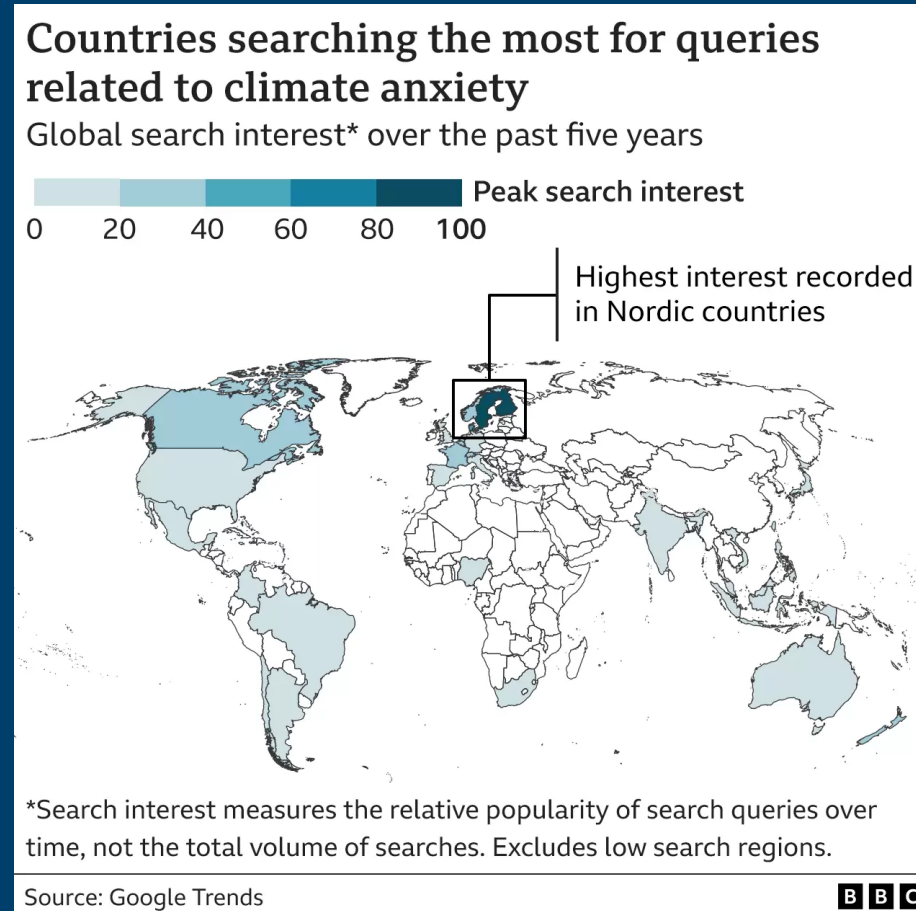 Countries searching the most for queries
related to climate anxiety
Global search interest* over the past five years
Peak search interest
0 20 40 60 80 100
Highest interest recorded
in Nordic countries
*Search interest measures the relative popularity of search queries over
time, not the total volume of searches. Excludes low search regions.
Source: Google Trends
BBC